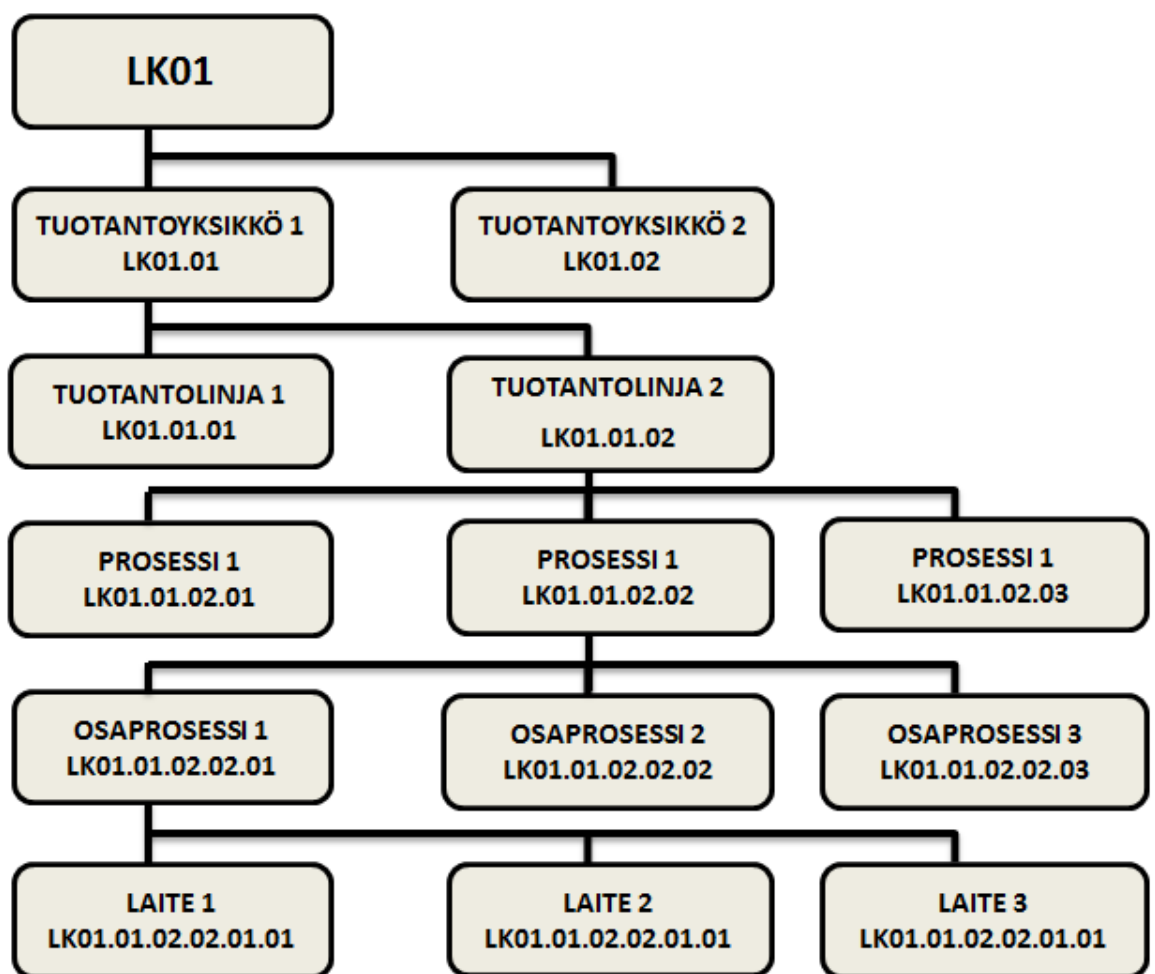 LK01
TUOTANTOYKSIKKÖ 1
LK01.01
TUOTANTOYKSIKKÖ 2
LK01.02
TUOTANTOLINJA 1
LK01.01.01
TUOTANTOLINJA 2
LK01.01.02
PROSESSI 1
LK01.01.02.01
PROSESSI 1
LK01.01.02.02
PROSESSI 1
LK01.01.02.03
OSAPROSESSI 1
LK01.01.02.02.01
OSAPROSESSI 2
LK01.01.02.02.02
OSAPROSESSI 3
LK01.01.02.02.03
LAITE 1
LK01.01.02.02.01.01
LAITE 2
LK01.01.02.02.01.01
LAITE 3
LK01.01.02.02.01.01